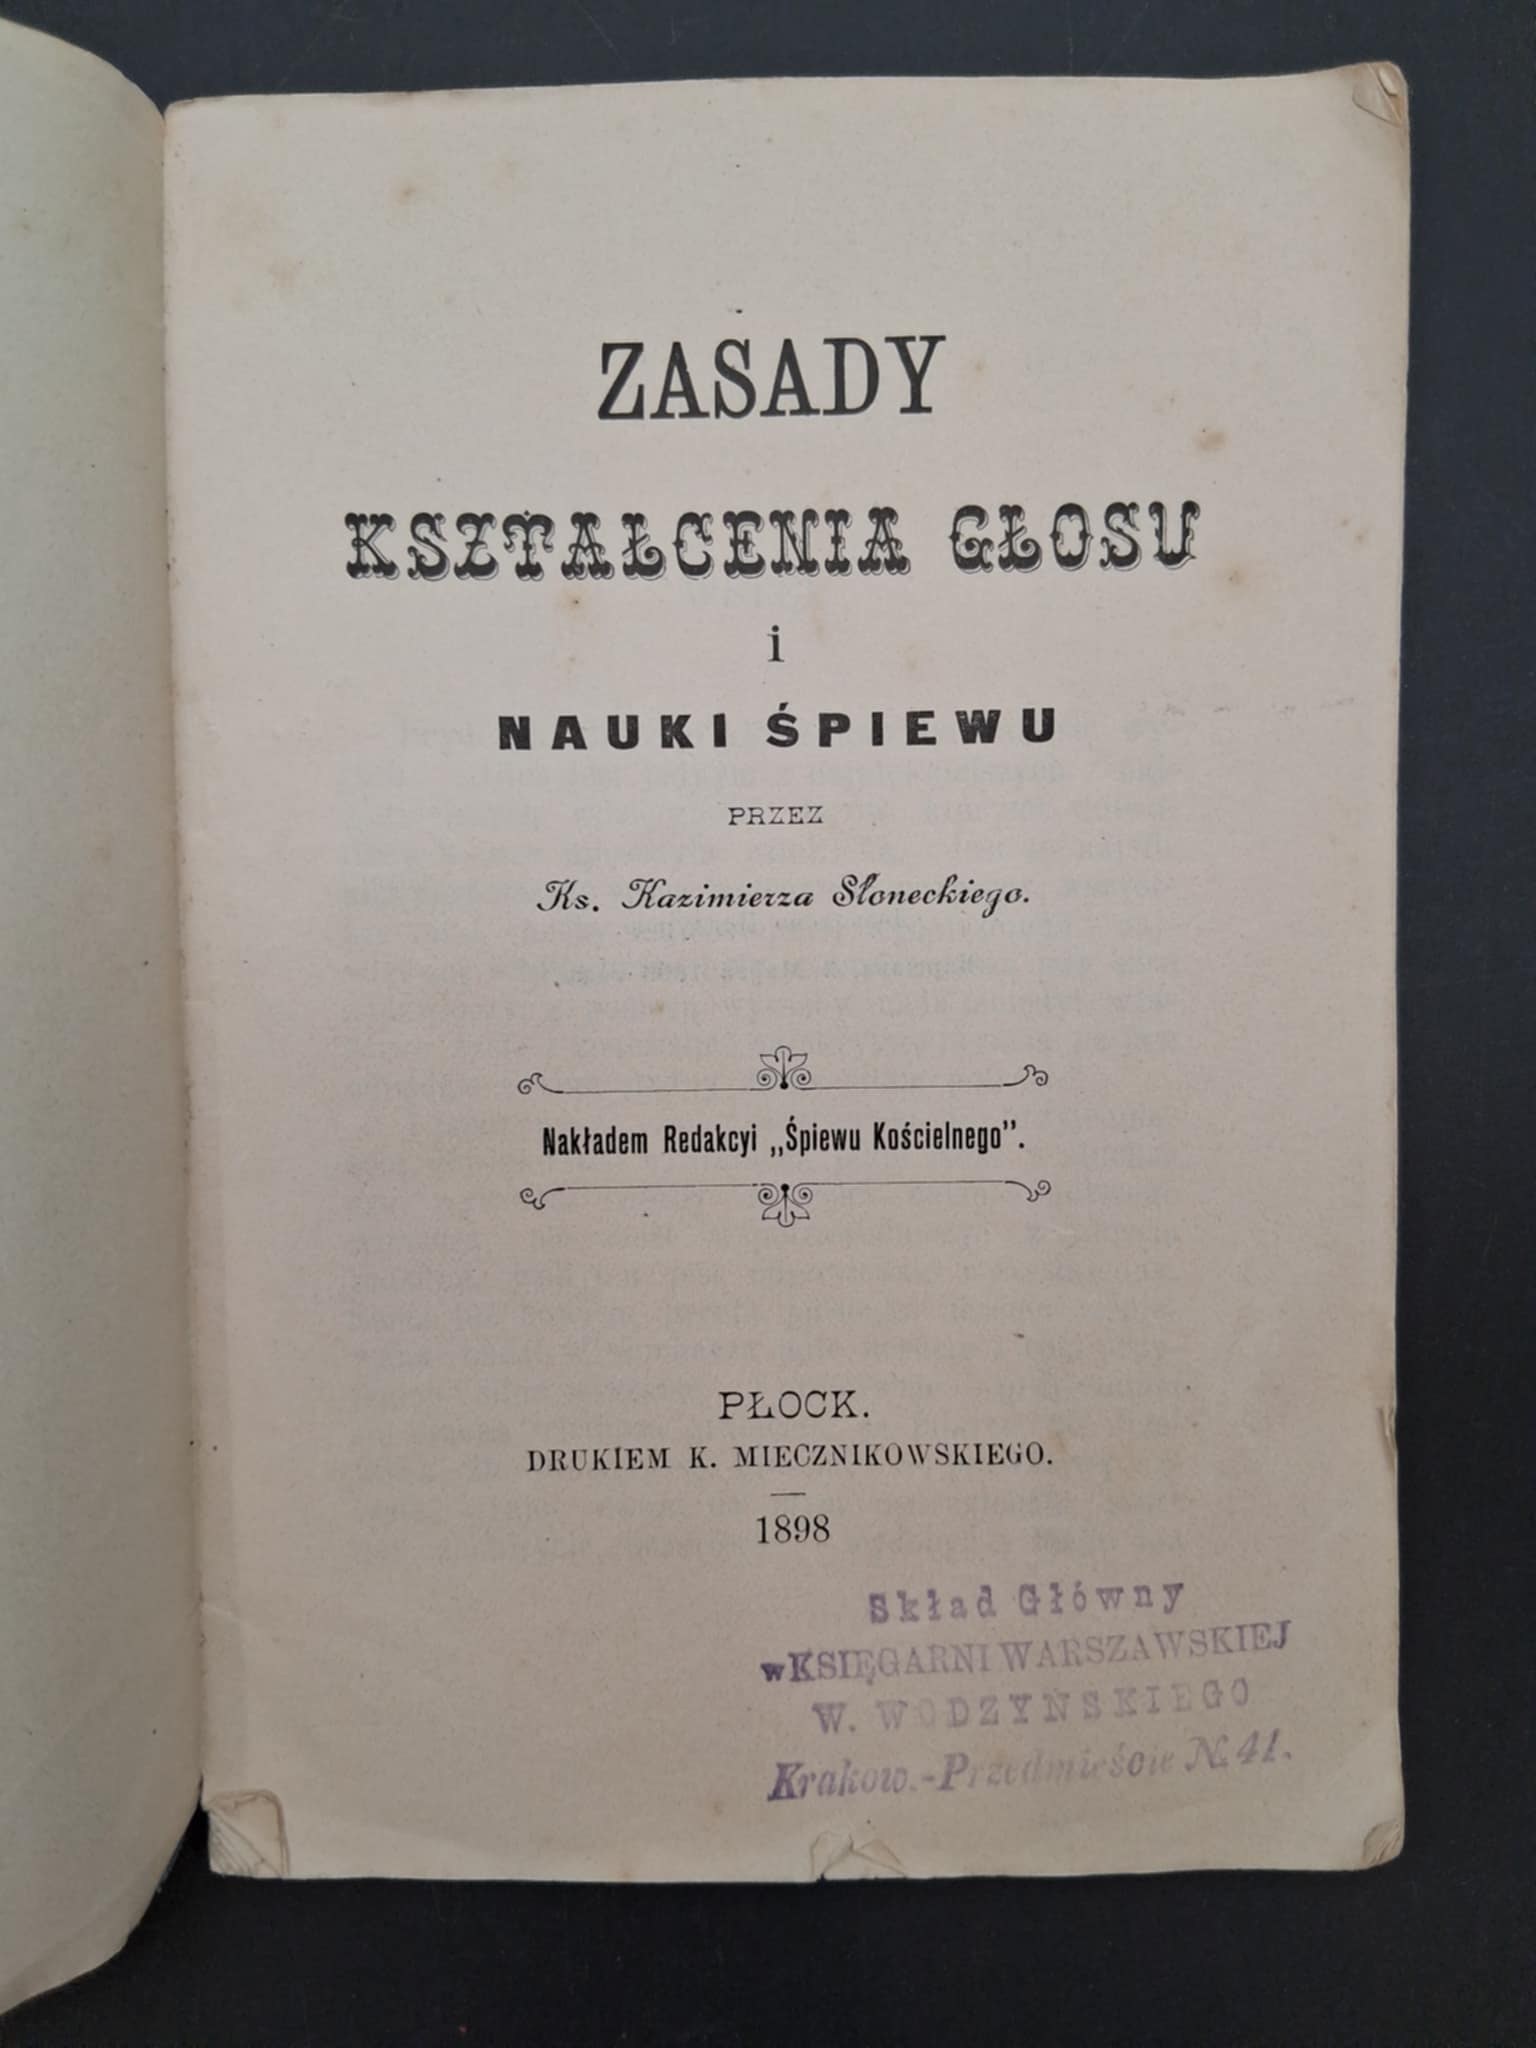 ZASADY
KSZTAŁCENIA GŁOSU
i
NAUKI ŚPIEWU
PRZEZ
Ks. Kazimierza Słoneckiego.
Nakładem Redakcyi „Śpiewu Kościelnego”.
PŁOCK.
DRUKIEM K. MIECZNIKOWSKIEGO.
1898
Skład Główny
w KSIĘGARNI WARSZAWSKIEJ
W. WODZYŃSKIEGO
Krakow.-Przedmieście N. 41.